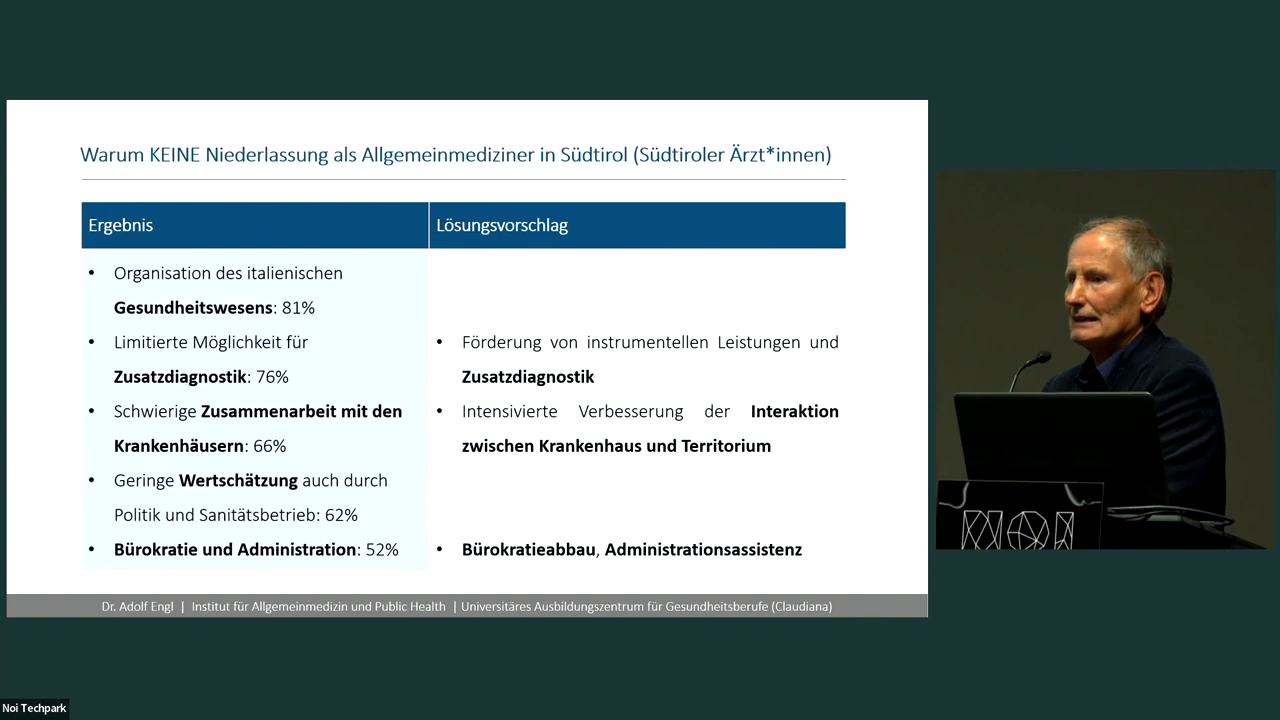 Warum KEINE Niederlassung als Allgemeinmediziner in Südtirol (Südtiroler Ärzt*innen)
Ergebnis
Lösungsvorschlag
• Organisation des italienischen
Gesundheitswesens: 81%
• Limitierte Möglichkeit für
Zusatzdiagnostik: 76%
• Schwierige Zusammenarbeit mit den
Krankenhäusern: 66%
• Geringe Wertschätzung auch durch
Politik und Sanitätsbetrieb: 62%
• Bürokratie und Administration: 52%
• Förderung von instrumentellen Leistungen und
Zusatzdiagnostik
• Intensivierte Verbesserung der Interaktion
zwischen Krankenhaus und Territorium
• Bürokratieabbau, Administrationsassistenz
Dr. Adolf Engl | Institut für Allgemeinmedizin und Public Health | Universitäres Ausbildungszentrum für Gesundheitsberufe (Claudiana)
NOI
Noi Techpark